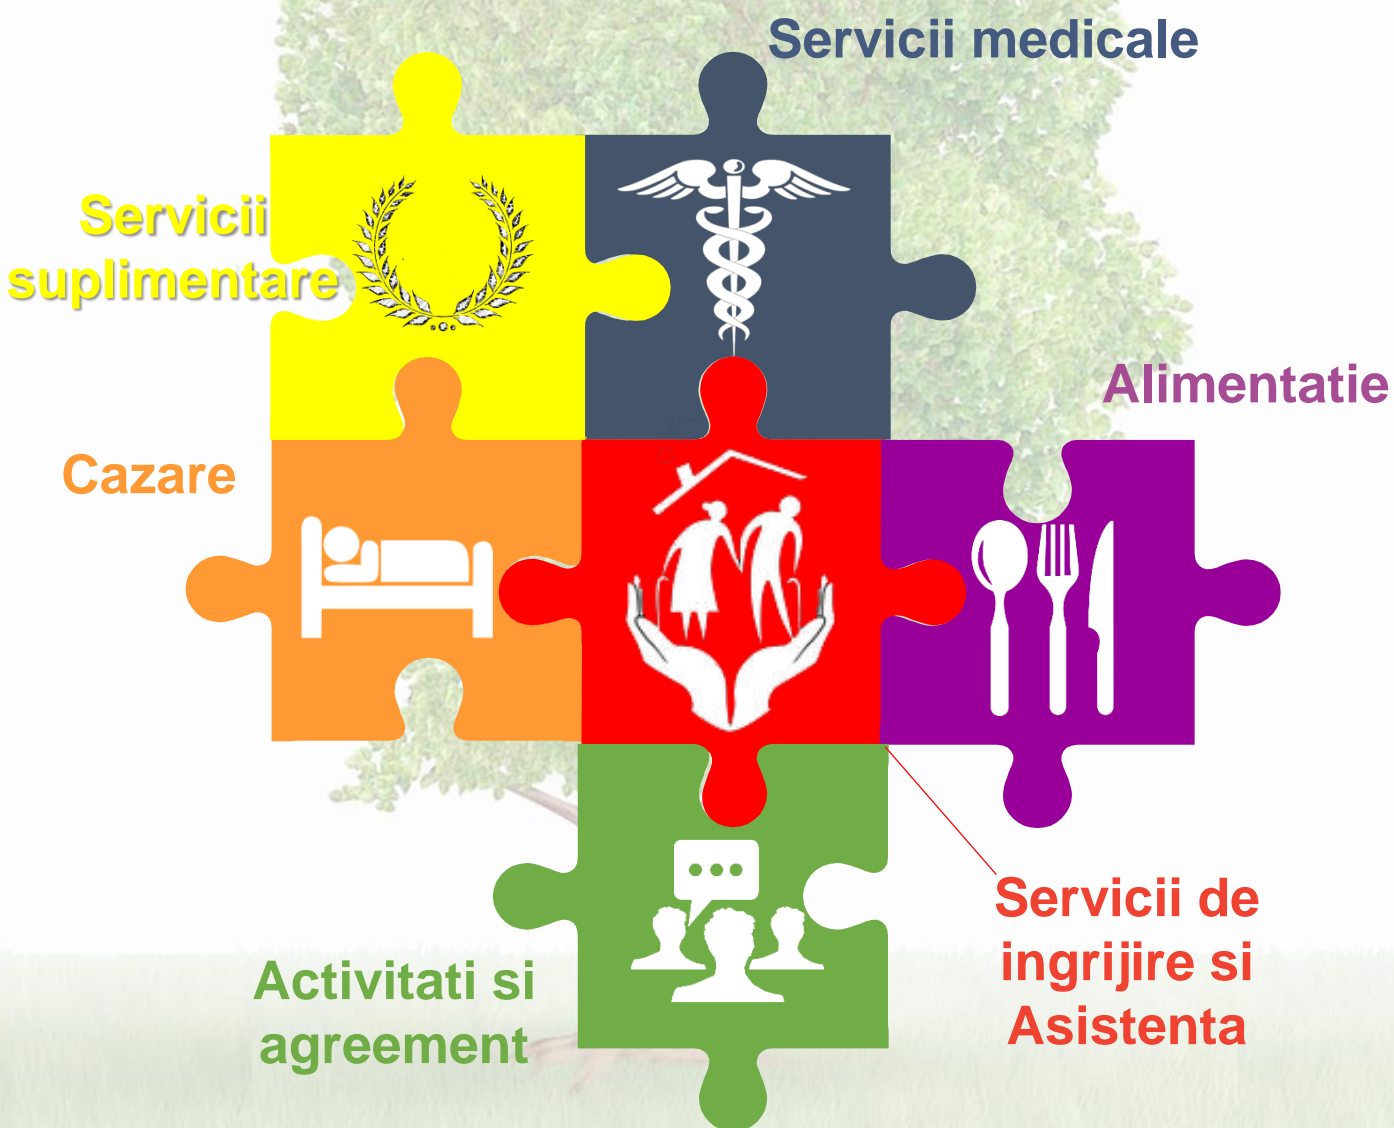 Servicii medicale
Servicii
suplimentare
Alimentatie
Cazare
Servicii de
ingrijire si
Asistenta
Activitati si
agreement